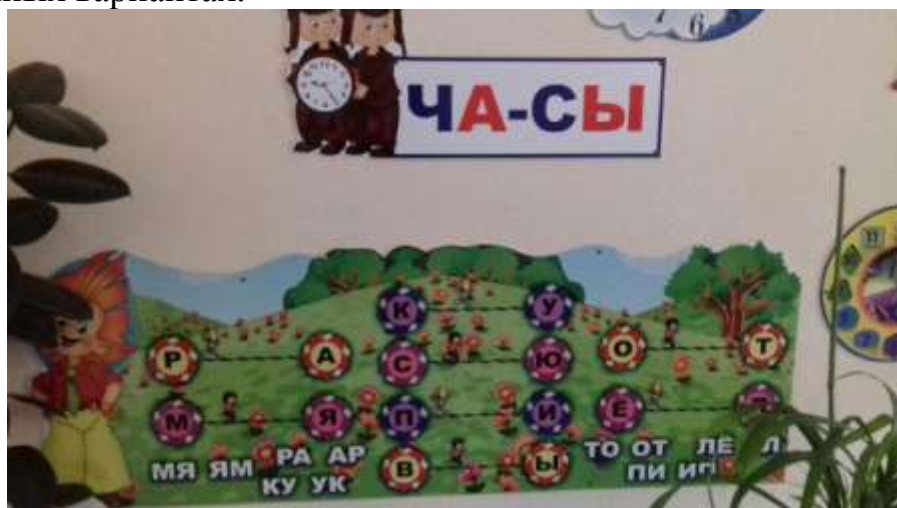 ЧА-СЫ
К У
Р А С Ю О Т
М Я П И Ё
В Ы
МЯ ЯМ РА АР ТО ОТ ЛЁ
КУ УК ПИ ИП